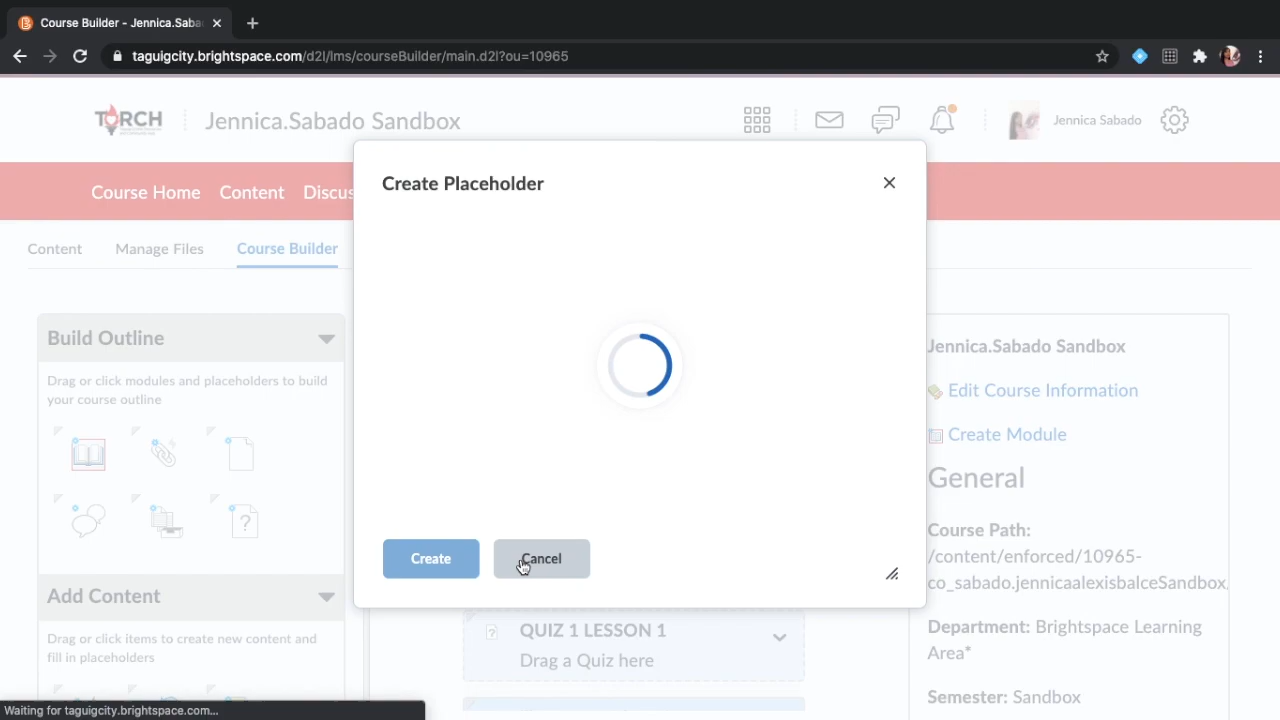 Course Builder - Jennica.Saba
taguigcity.brightspace.com/d2l/lms/courseBuilder/main.d2l?ou=10965
TORCH
Jennica.Sabado Sandbox
Jennica Sabado
Course Home
Content
Discus
Content
Manage Files
Course Builder
Create Placeholder
Create
Cancel
Build Outline
Drag or click modules and placeholders to build
your course outline
Add Content
Drag or click items to create new content and
fill in placeholders
QUIZ 1 LESSON 1
Drag a Quiz here
Jennica.Sabado Sandbox
Edit Course Information
Create Module
General
Course Path:
/content/enforced/10965-
co_sabado.jennicaalexisbalceSandbox
Department: Brightspace Learning
Area*
Semester: Sandbox
Waiting for taguigcity.brightspace.com...